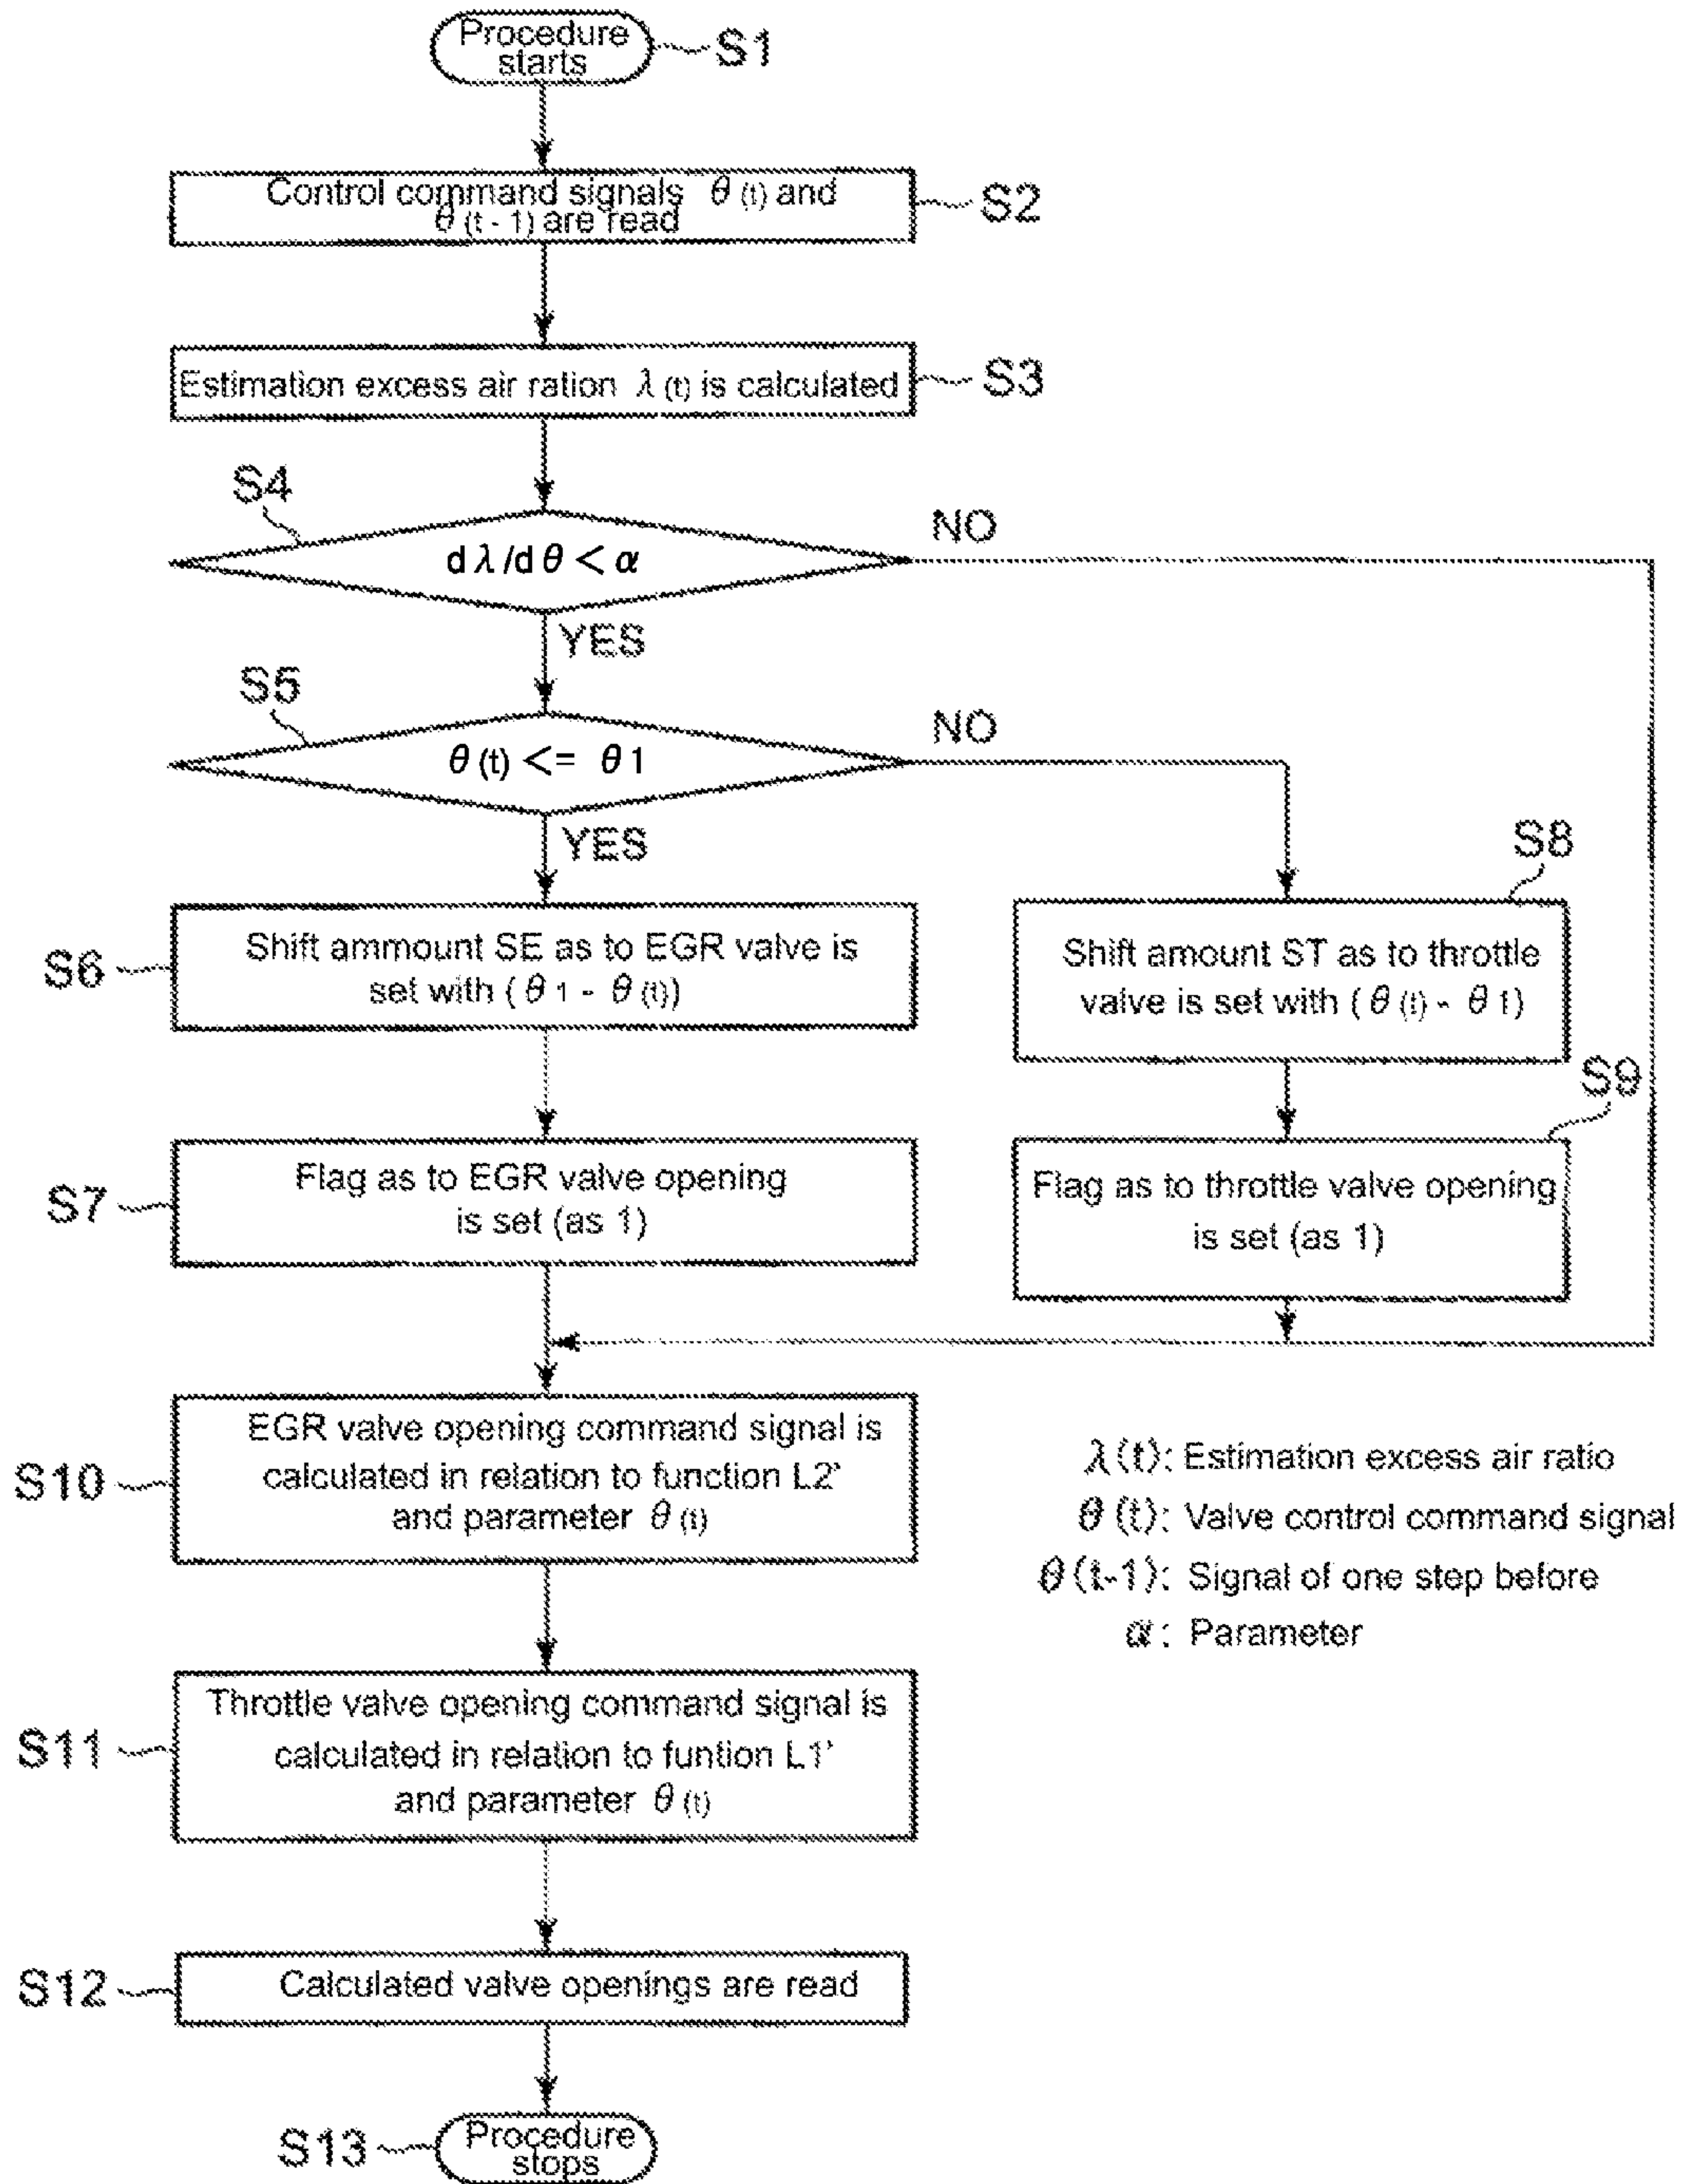 Procedure
starts
S1
Control command signals θ(t) and
θ(t - 1) are read
S2
Estimation excess air ration λ(t) is calculated
S3
S4
dλ/dθ < α
NO
YES
S5
θ(t) <= θ1
NO
YES
S6
Shift ammount SE as to EGR valve is
set with (θ1 - θ(t))
S8
Shift amount ST as to throttle
valve is set with (θ(t) - θ1)
S7
Flag as to EGR valve opening
is set (as 1)
S9
Flag as to throttle valve opening
is set (as 1)
S10
EGR valve opening command signal is
calculated in relation to function L2'
and parameter θ(t)
λ(t): Estimation excess air ratio
θ(t): Valve control command signal
θ(t-1): Signal of one step before
α: Parameter
S11
Throttle valve opening command signal is
calculated in relation to funtion L1'
and parameter θ(t)
S12
Calculated valve openings are read
S13
Procedure
stops